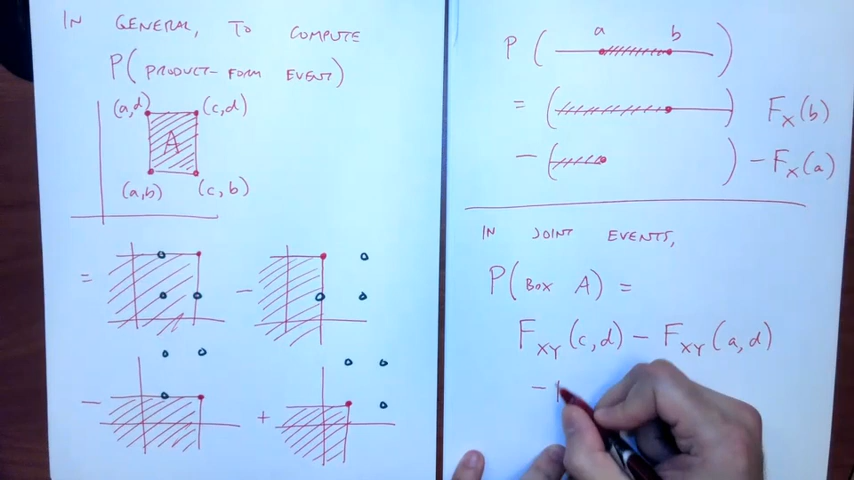 IN GENERAL, TO COMPUTE
P(PRODUCT-FORM EVENT)
(a,d) (c,d)
A
(a,b) (c,b)
= −
− +
a b
P( )
= ( ) F_X(b)
− ( ) − F_X(a)
IN JOINT EVENTS,
P(BOX A) =
F_XY(c,d) − F_XY(a,d)
−